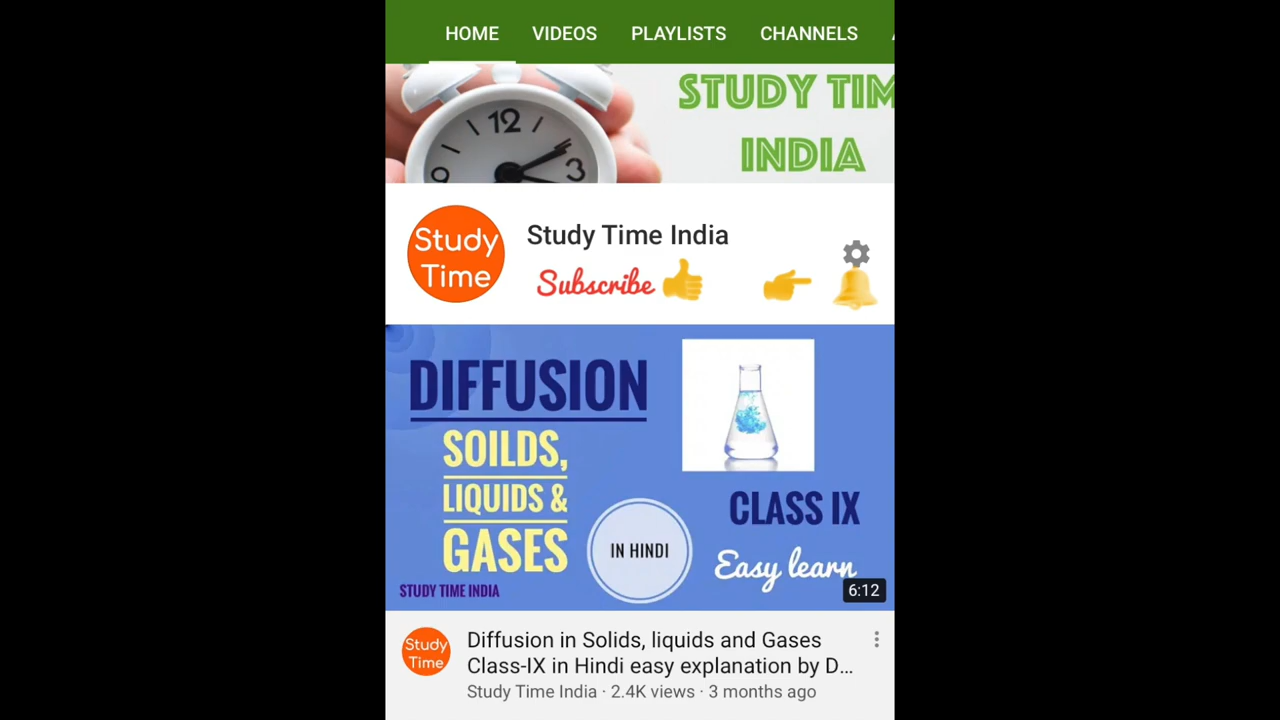 HOME VIDEOS PLAYLISTS CHANNELS
STUDY TIM
INDIA
12
9 3
Study
Time
Study Time India
Subscribe
DIFFUSION
SOILDS,
LIQUIDS &
GASES
CLASS IX
IN HINDI
Easy learn
STUDY TIME INDIA
6:12
Study
Time
Diffusion in Solids, liquids and Gases
Class-IX in Hindi easy explanation by D...
Study Time India · 2.4K views · 3 months ago